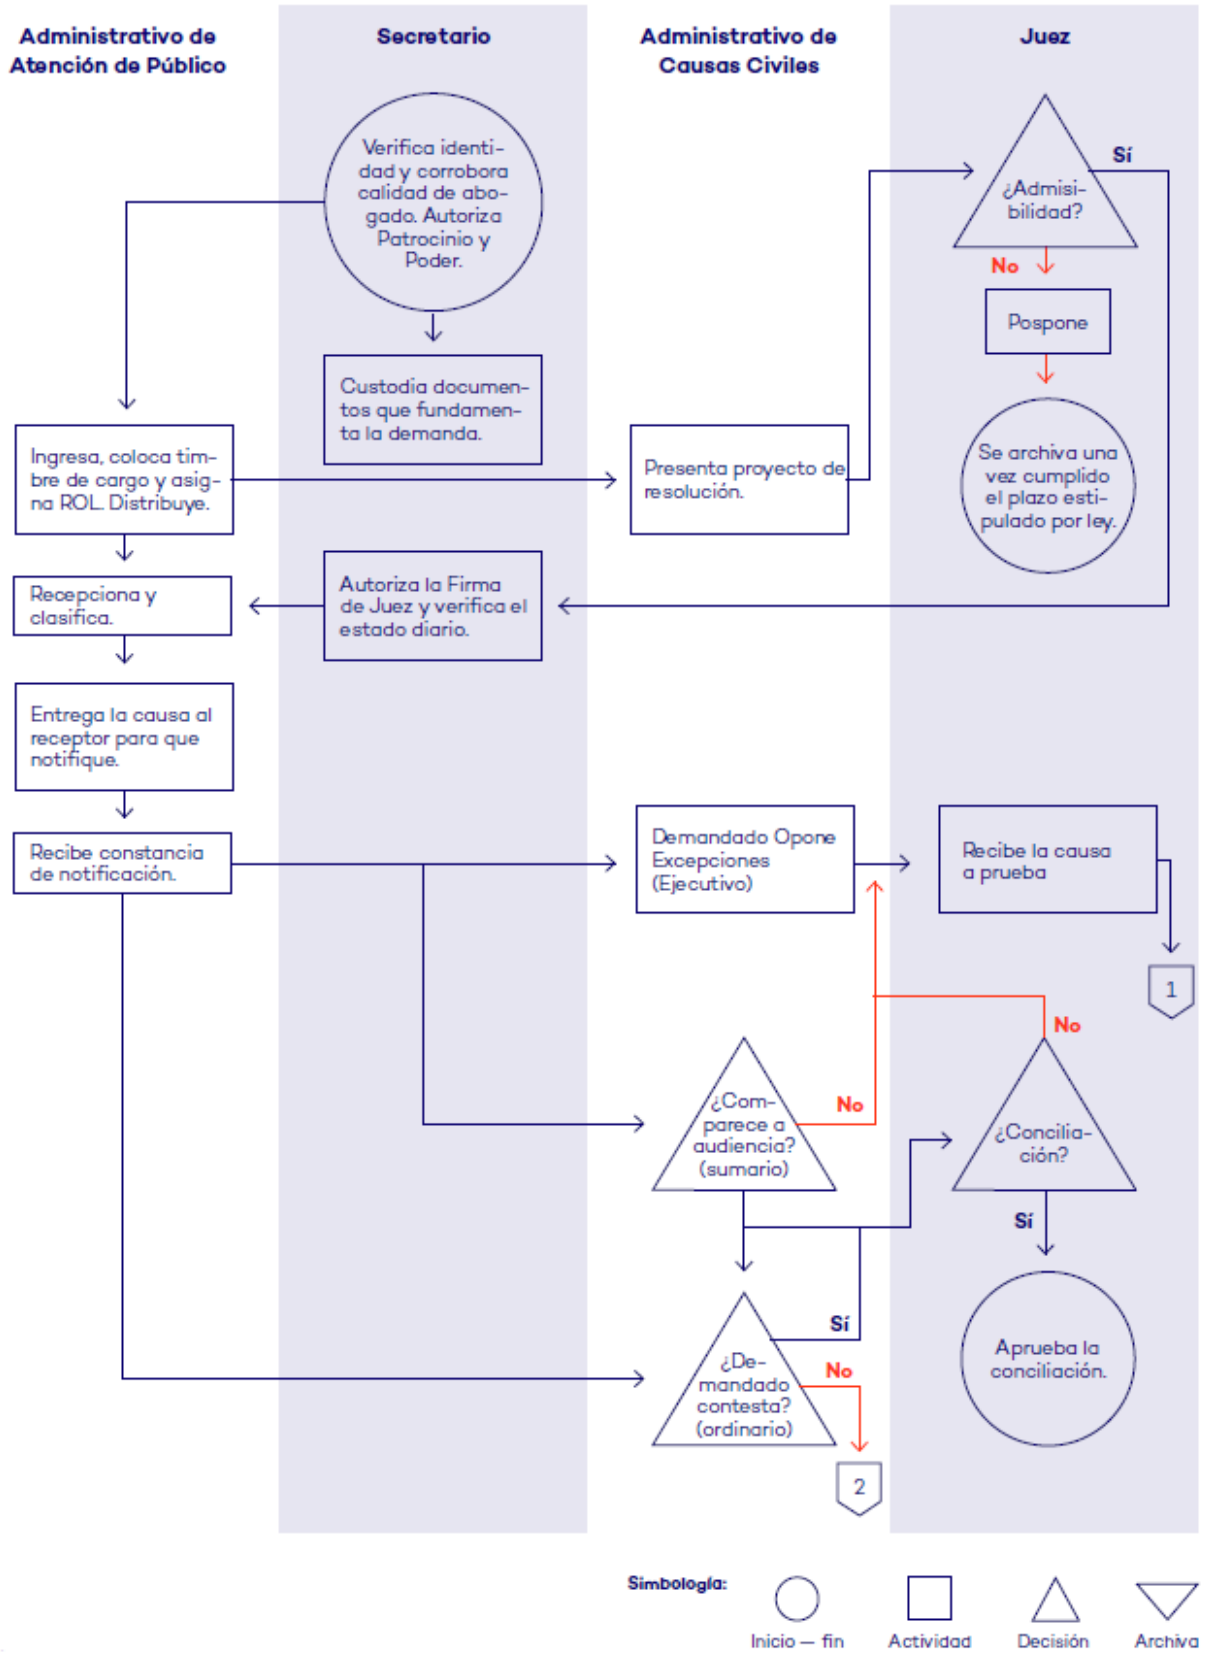 Administrativo de
Atención de Público
Secretario
Administrativo de
Causas Civiles
Juez
Verifica identi-
dad y corrobora
calidad de abo-
gado. Autoriza
Patrocinio y
Poder.
¿Admisi-
bilidad?
Sí
No
Pospone
Custodia documen-
tos que fundamen-
ta la demanda.
Ingresa, coloca tim-
bre de cargo y asig-
na ROL. Distribuye.
Presenta proyecto de
resolución.
Se archiva una
vez cumplido
el plazo esti-
pulado por ley.
Recepciona y
clasifica.
Autoriza la Firma
de Juez y verifica el
estado diario.
Entrega la causa al
receptor para que
notifique.
Recibe constancia
de notificación.
Demandado Opone
Excepciones
(Ejecutivo)
Recibe la causa
a prueba
1
No
¿Com-
parece a
audiencia?
(sumario)
No
¿Concilia-
ción?
Sí
Sí
¿De-
mandado
contesta?
(ordinario)
No
Aprueba la
conciliación.
2
Simbología:
Inicio – fin
Actividad
Decisión
Archiva